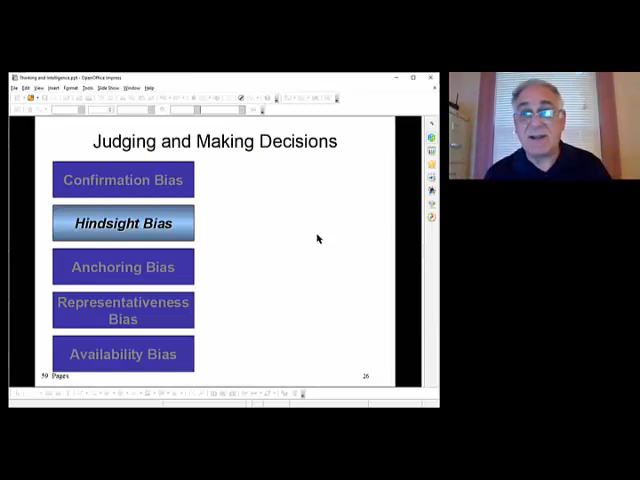 Thinking and Intelligence.ppt - OpenOffice Impress
File Edit View Insert Format Tools Slide Show Window Help
Judging and Making Decisions
Confirmation Bias
Hindsight Bias
Anchoring Bias
Representativeness
Bias
Availability Bias
59 Pages
26